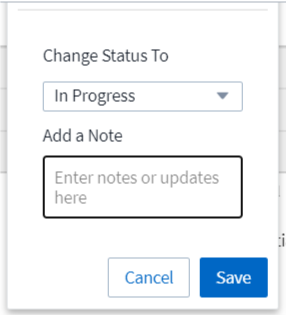 Change Status To
In Progress
Add a Note
Enter notes or updates
here
Cancel
Save